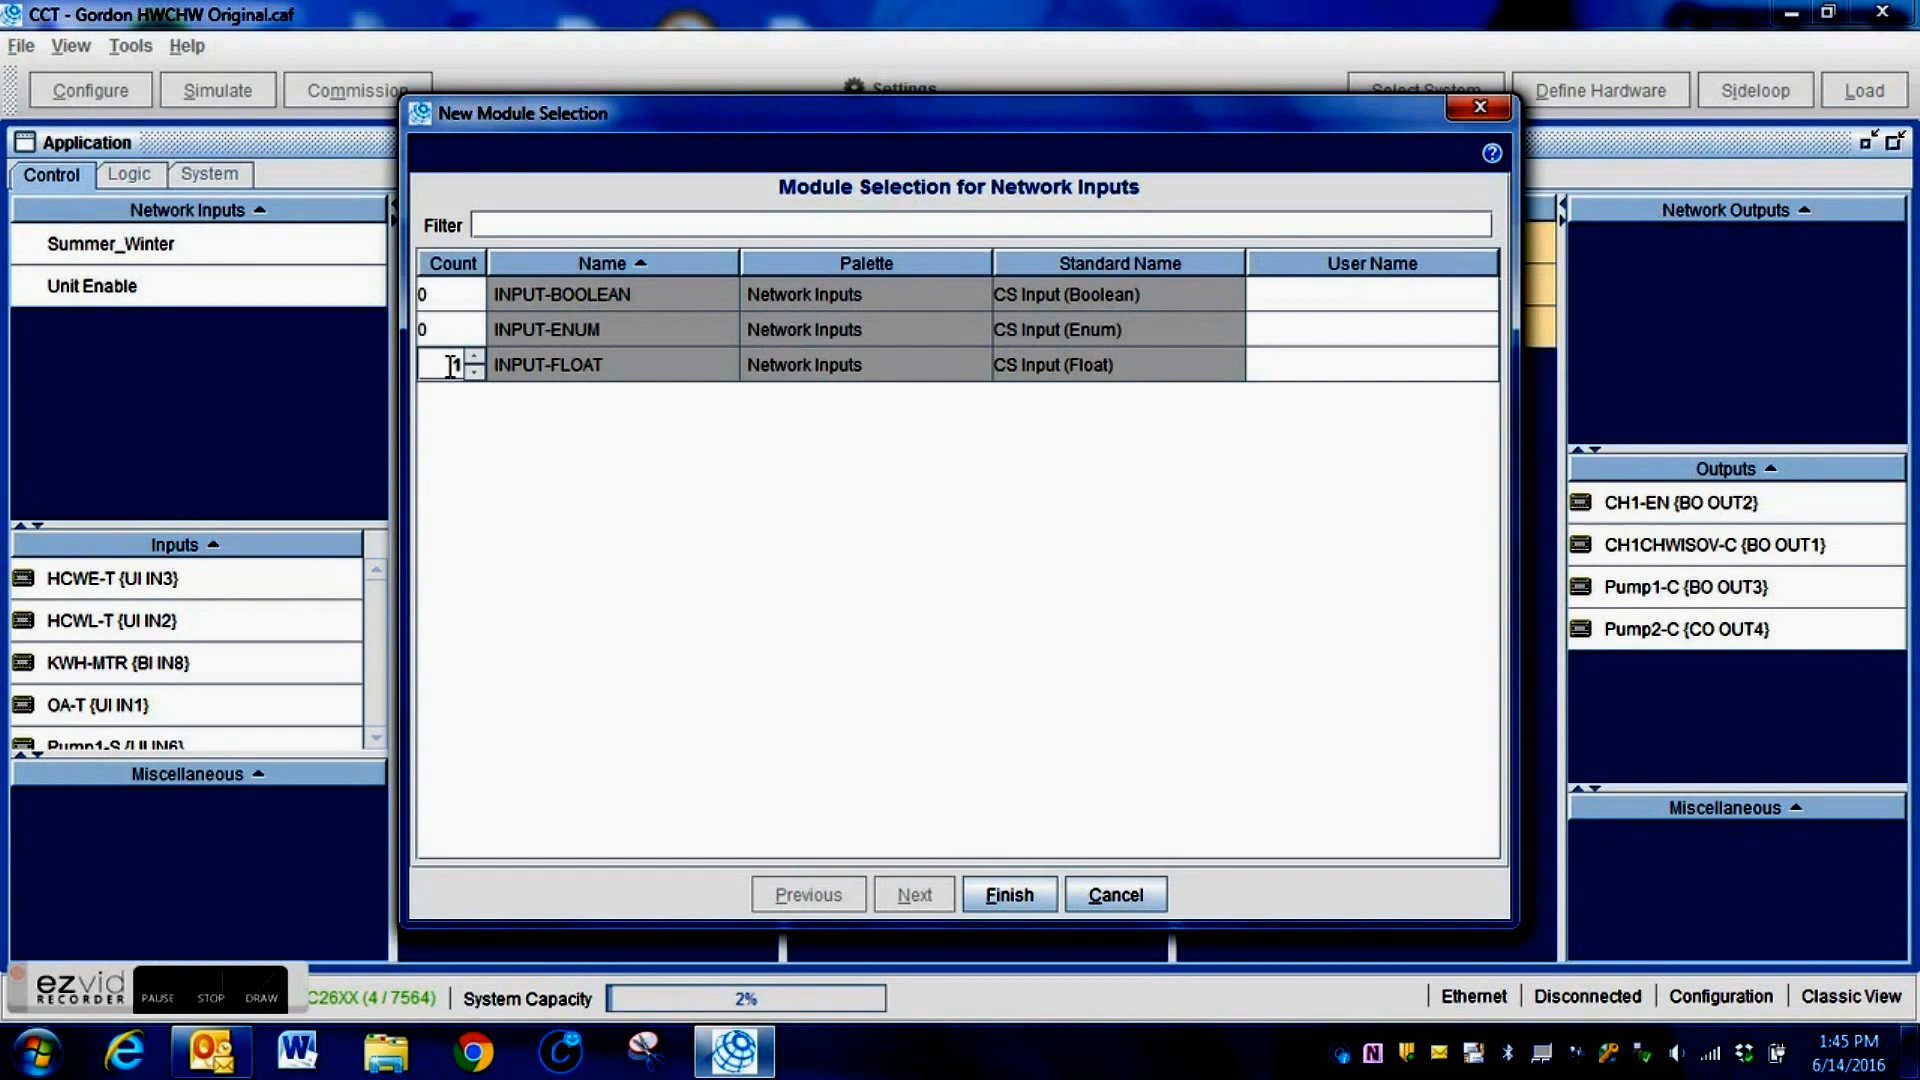 CCT - Gordon HWCHW Original.caf
File View Tools Help
Configure Simulate Commission Settings Select System Define Hardware Sideloop Load
Application
Control Logic System
Network Inputs
Summer_Winter
Unit Enable
Inputs
HCWE-T {UI IN3}
HCWL-T {UI IN2}
KWH-MTR {BI IN8}
OA-T {UI IN1}
Pump1-S {UI IN6}
Miscellaneous
New Module Selection
Module Selection for Network Inputs
Filter
Count Name Palette Standard Name User Name
0 INPUT-BOOLEAN Network Inputs CS Input (Boolean)
0 INPUT-ENUM Network Inputs CS Input (Enum)
1 INPUT-FLOAT Network Inputs CS Input (Float)
Previous Next Finish Cancel
Network Outputs
Outputs
CH1-EN {BO OUT2}
CH1CHWISOV-C {BO OUT1}
Pump1-C {BO OUT3}
Pump2-C {CO OUT4}
Miscellaneous
ezvid
RECORDER
PAUSE STOP DRAW
C26XX (4 / 7564) System Capacity 2% Ethernet Disconnected Configuration Classic View
1:45 PM
6/14/2016